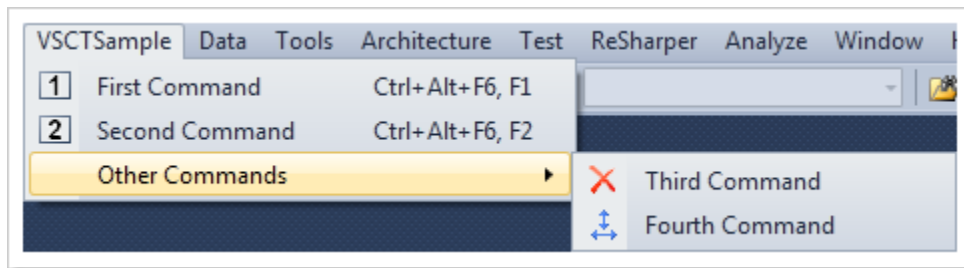 VSCTSample Data Tools Architecture Test ReSharper Analyze Window
1 First Command Ctrl+Alt+F6, F1
2 Second Command Ctrl+Alt+F6, F2
Other Commands
Third Command
Fourth Command